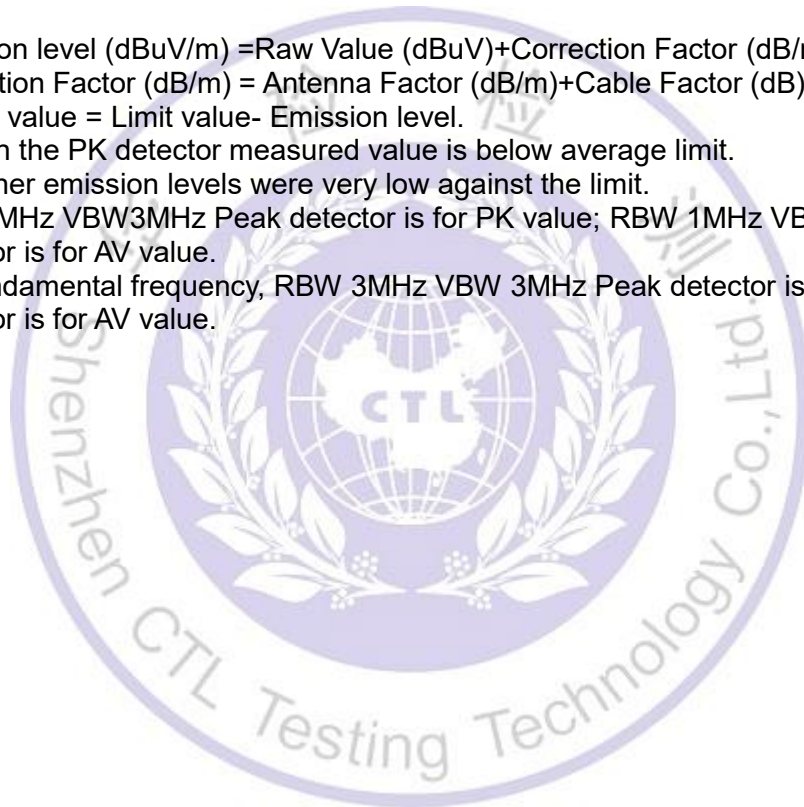 on level (dBuV/m) =Raw Value (dBuV)+Correction Factor (dB/
tion Factor (dB/m) = Antenna Factor (dB/m)+Cable Factor (dB)
value = Limit value- Emission level.
n the PK detector measured value is below average limit.
her emission levels were very low against the limit.
MHz VBW3MHz Peak detector is for PK value; RBW 1MHz VB
or is for AV value.
ndamental frequency, RBW 3MHz VBW 3MHz Peak detector is
or is for AV value.
检 测
CTL
Shenzhen CTL Testing Technology Co., Ltd.